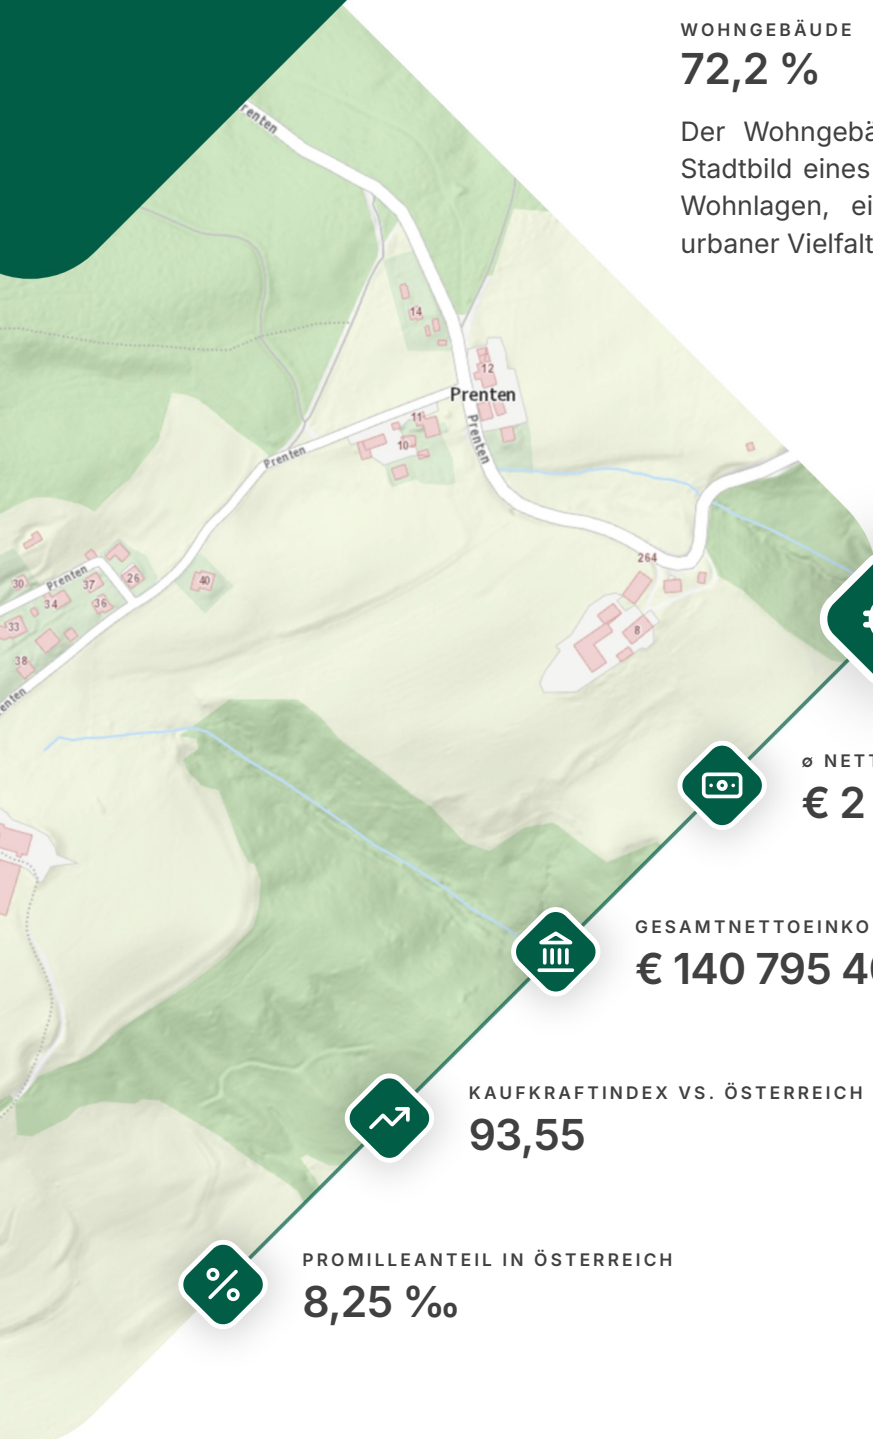 WOHNGEBÄUDE
72,2 %
Der Wohngebä
Stadtbild eines
Wohnlagen, ei
urbaner Vielfalt
renten
14
12
Prenten
11
Prenten
10
Prenten
264
30
Prenten
37
26
40
34
36
33
8
38
enten
ø NETT
€ 2
GESAMTNETTOEINKO
€ 140 795 40
KAUFKRAFTINDEX VS. ÖSTERREICH
93,55
PROMILLEANTEIL IN ÖSTERREICH
8,25 ‰